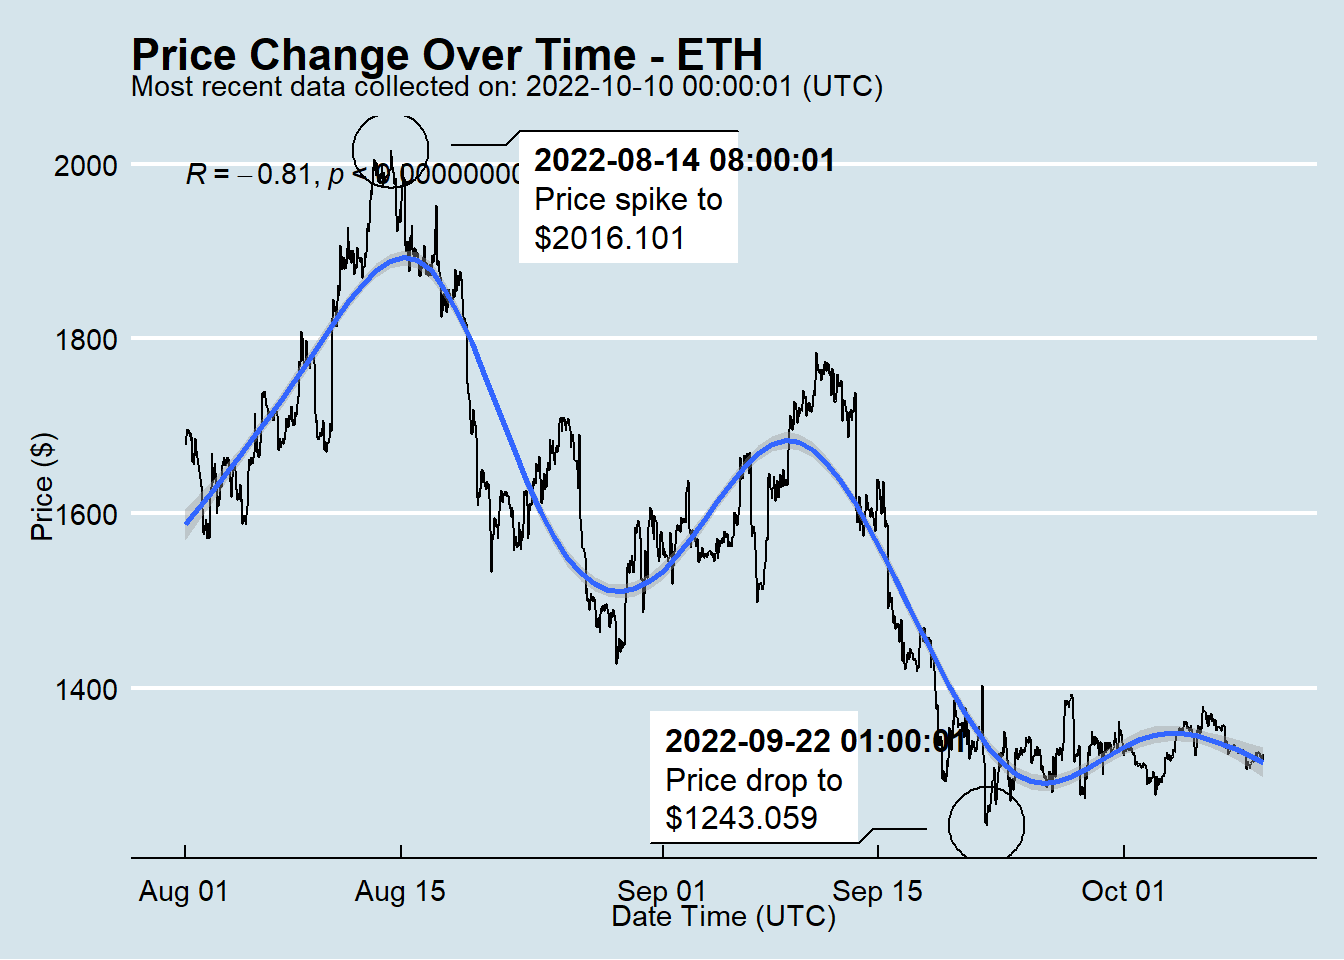 Price Change Over Time - ETH
Most recent data collected on: 2022-10-10 00:00:01 (UTC)
R = −0.81, p < 0.00000000
2022-08-14 08:00:01
Price spike to
$2016.101
2000
1800
1600
1400
Price ($)
2022-09-22 01:00:01
Price drop to
$1243.059
Aug 01
Aug 15
Sep 01
Sep 15
Oct 01
Date Time (UTC)